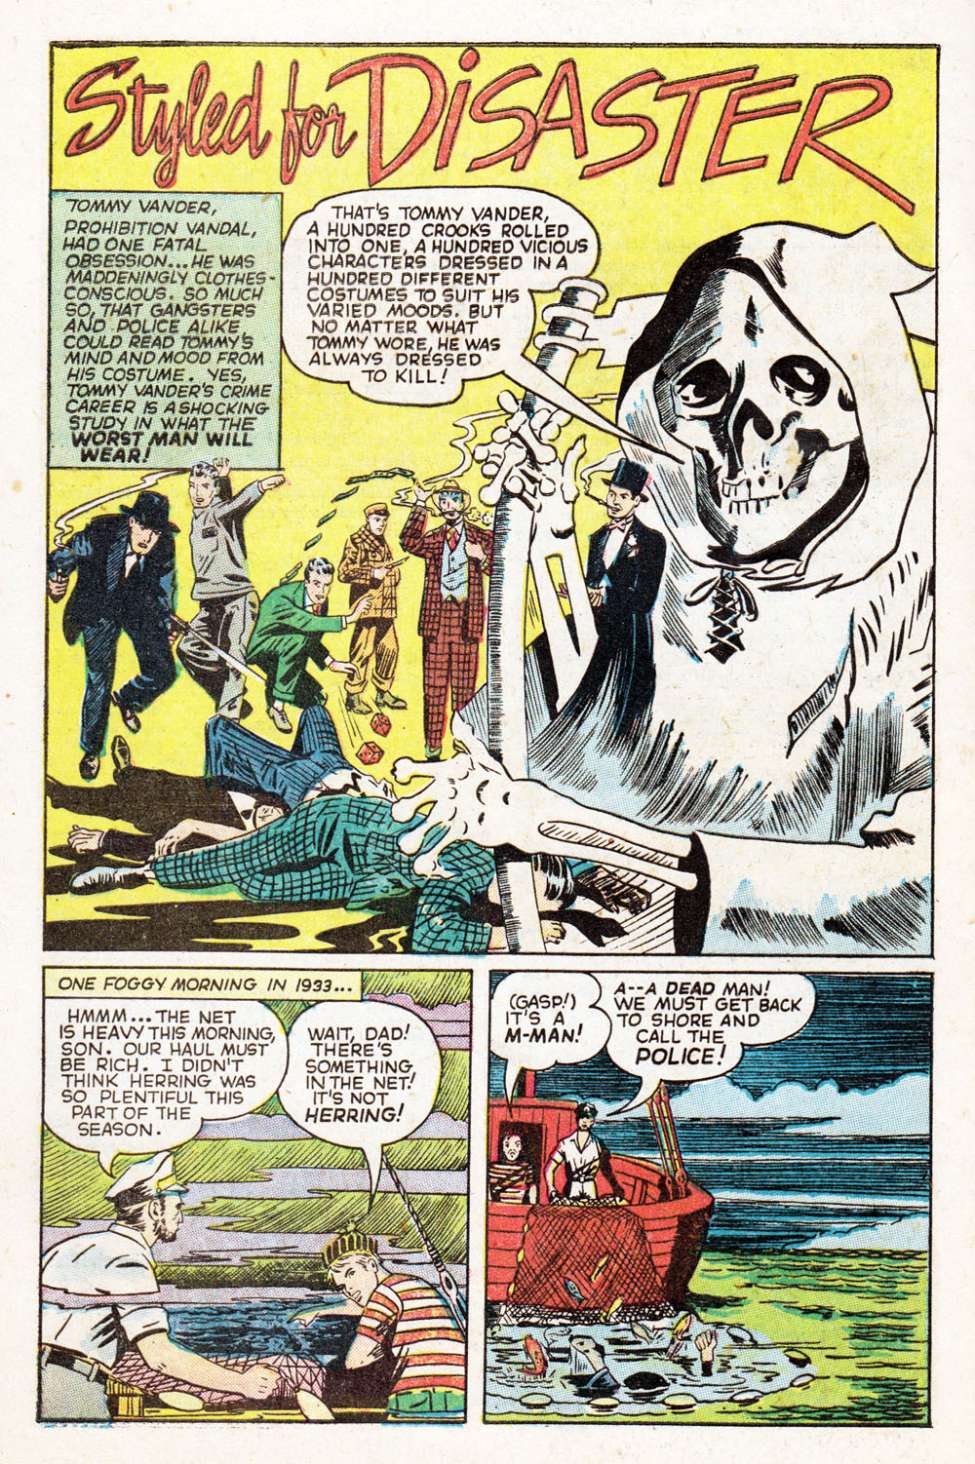 Styled for DISASTER
TOMMY VANDER,
PROHIBITION VANDAL,
HAD ONE FATAL
OBSESSION...HE WAS
MADDENINGLY CLOTHES-
CONSCIOUS. SO MUCH
SO, THAT GANGSTERS
AND POLICE ALIKE
COULD READ TOMMY'S
MIND AND MOOD FROM
HIS COSTUME. YES,
TOMMY VANDER'S CRIME
CAREER IS A SHOCKING
STUDY IN WHAT THE
WORST MAN WILL
WEAR!
THAT'S TOMMY VANDER,
A HUNDRED CROOKS ROLLED
INTO ONE, A HUNDRED VICIOUS
CHARACTERS DRESSED IN A
HUNDRED DIFFERENT
COSTUMES TO SUIT HIS
VARIED MOODS. BUT
NO MATTER WHAT
TOMMY WORE, HE WAS
ALWAYS DRESSED
TO KILL!
ONE FOGGY MORNING IN 1933...
HMMM...THE NET
IS HEAVY THIS MORNING,
SON. OUR HAUL MUST
BE RICH. I DIDN'T
THINK HERRING WAS
SO PLENTIFUL THIS
PART OF THE
SEASON.
WAIT, DAD!
THERE'S
SOMETHING
IN THE NET!
IT'S NOT
HERRING!
(GASP!)
IT'S A
M-MAN!
A--A DEAD MAN!
WE MUST GET BACK
TO SHORE AND
CALL THE
POLICE!